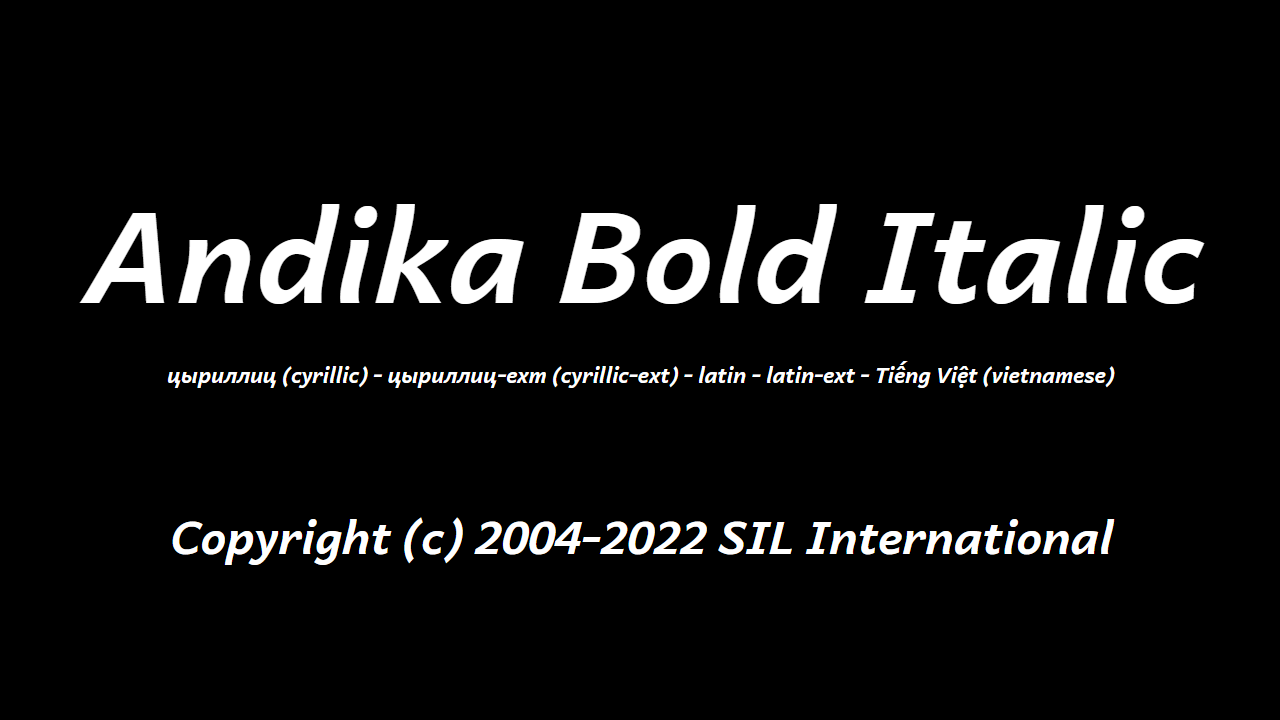 Andika Bold Italic
цыриллиц (cyrillic) - цыриллиц-ехт (cyrillic-ext) - latin - latin-ext - Tiếng Việt (vietnamese)
Copyright (c) 2004-2022 SIL International